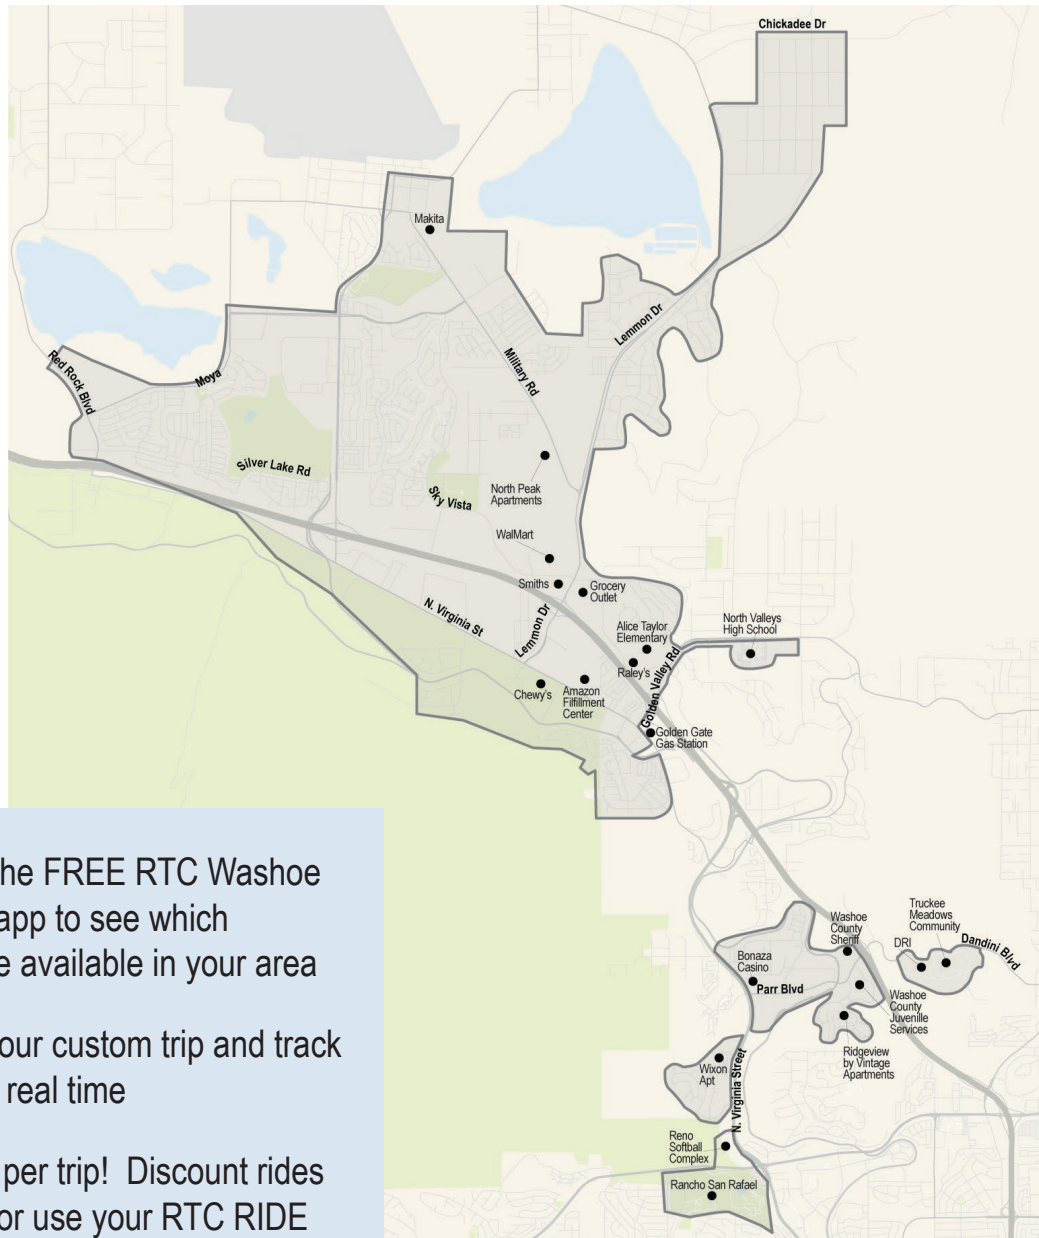 Chickadee Dr
Makita
Lemmon Dr
Military Rd
Red Rock Blvd
Moya
Silver Lake Rd
Sky Vista
North Peak
Apartments
WalMart
Smiths
Grocery
Outlet
N. Virginia St
Lemmon Dr
Alice Taylor
Elementary
North Valleys
High School
Raley's
Golden Valley Rd
Chewy's
Amazon
Filfillment
Center
Golden Gate
Gas Station
he FREE RTC Washoe
app to see which
e available in your area
our custom trip and track
real time
per trip! Discount rides
or use your RTC RIDE
Washoe
County
Sheriff
Truckee
Meadows
Community
DRI
Dandini Blvd
Bonaza
Casino
Parr Blvd
Washoe
County
Juvenille
Services
Ridgeview
by Vintage
Apartments
Wixon
Apt
N. Virginia Street
Reno
Softball
Complex
Rancho San Rafael